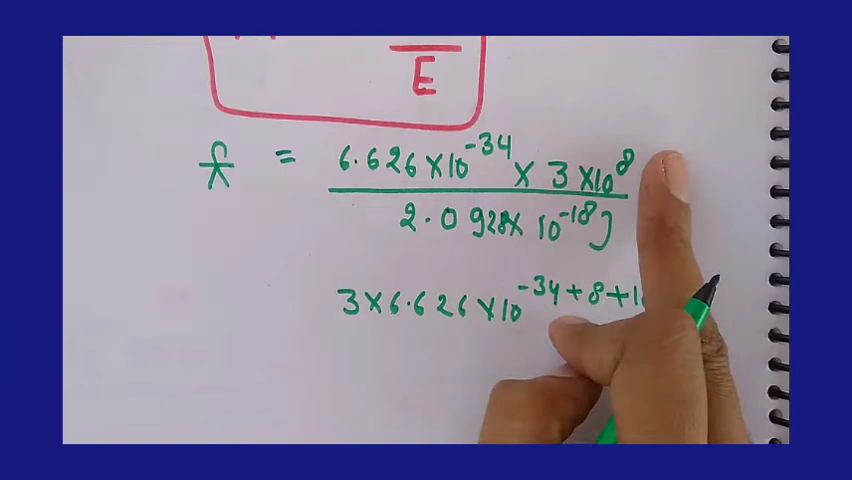 E
λ = 6.626×10^-34 × 3×10^8
2.0928× 10^-18 J
3×6.626×10^-34+8+1